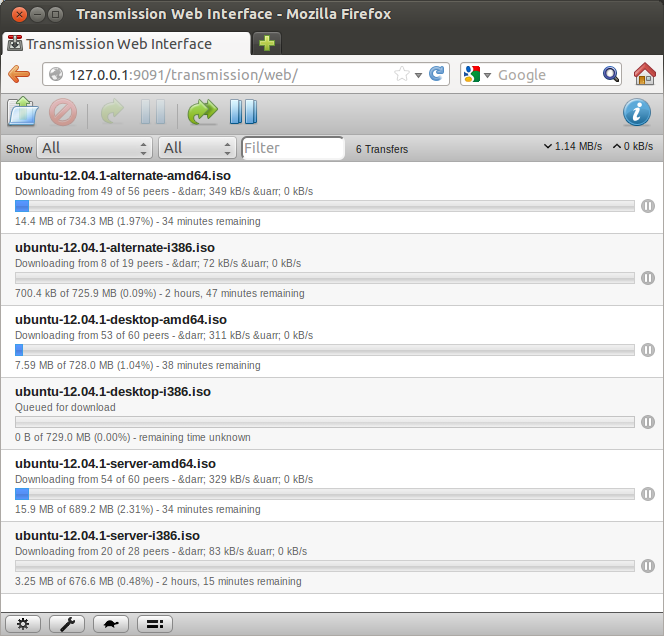 Transmission Web Interface - Mozilla Firefox
Transmission Web Interface
127.0.0.1:9091/transmission/web/
Google
Show All All Filter 6 Transfers 1.14 MB/s 0 kB/s
ubuntu-12.04.1-alternate-amd64.iso
Downloading from 49 of 56 peers - &darr; 349 kB/s &uarr; 0 kB/s
14.4 MB of 734.3 MB (1.97%) - 34 minutes remaining
ubuntu-12.04.1-alternate-i386.iso
Downloading from 8 of 19 peers - &darr; 72 kB/s &uarr; 0 kB/s
700.4 kB of 725.9 MB (0.09%) - 2 hours, 47 minutes remaining
ubuntu-12.04.1-desktop-amd64.iso
Downloading from 53 of 60 peers - &darr; 311 kB/s &uarr; 0 kB/s
7.59 MB of 728.0 MB (1.04%) - 38 minutes remaining
ubuntu-12.04.1-desktop-i386.iso
Queued for download
0 B of 729.0 MB (0.00%) - remaining time unknown
ubuntu-12.04.1-server-amd64.iso
Downloading from 54 of 60 peers - &darr; 329 kB/s &uarr; 0 kB/s
15.9 MB of 689.2 MB (2.31%) - 34 minutes remaining
ubuntu-12.04.1-server-i386.iso
Downloading from 20 of 28 peers - &darr; 83 kB/s &uarr; 0 kB/s
3.25 MB of 676.6 MB (0.48%) - 2 hours, 15 minutes remaining